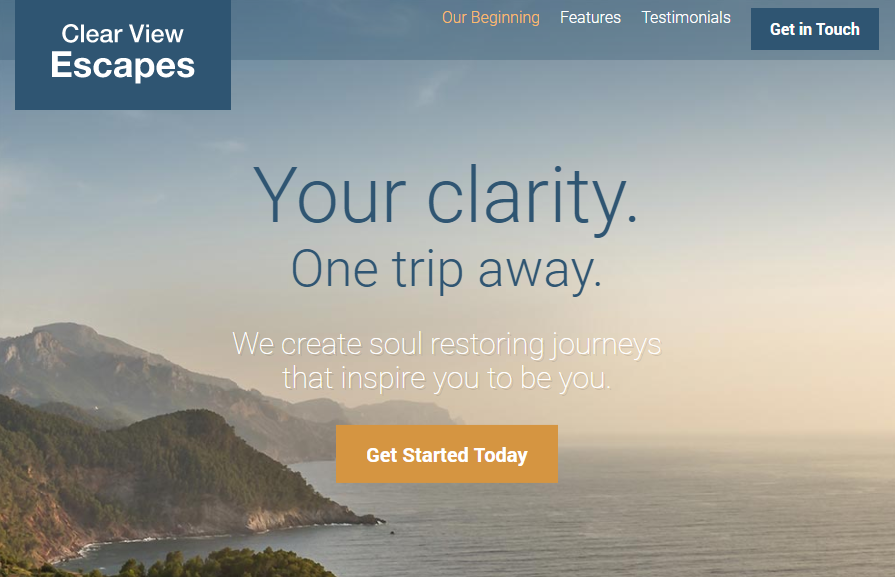 Clear View
Escapes
Our Beginning
Features
Testimonials
Get in Touch
Your clarity.
One trip away.
We create soul restoring journeys
that inspire you to be you.
Get Started Today